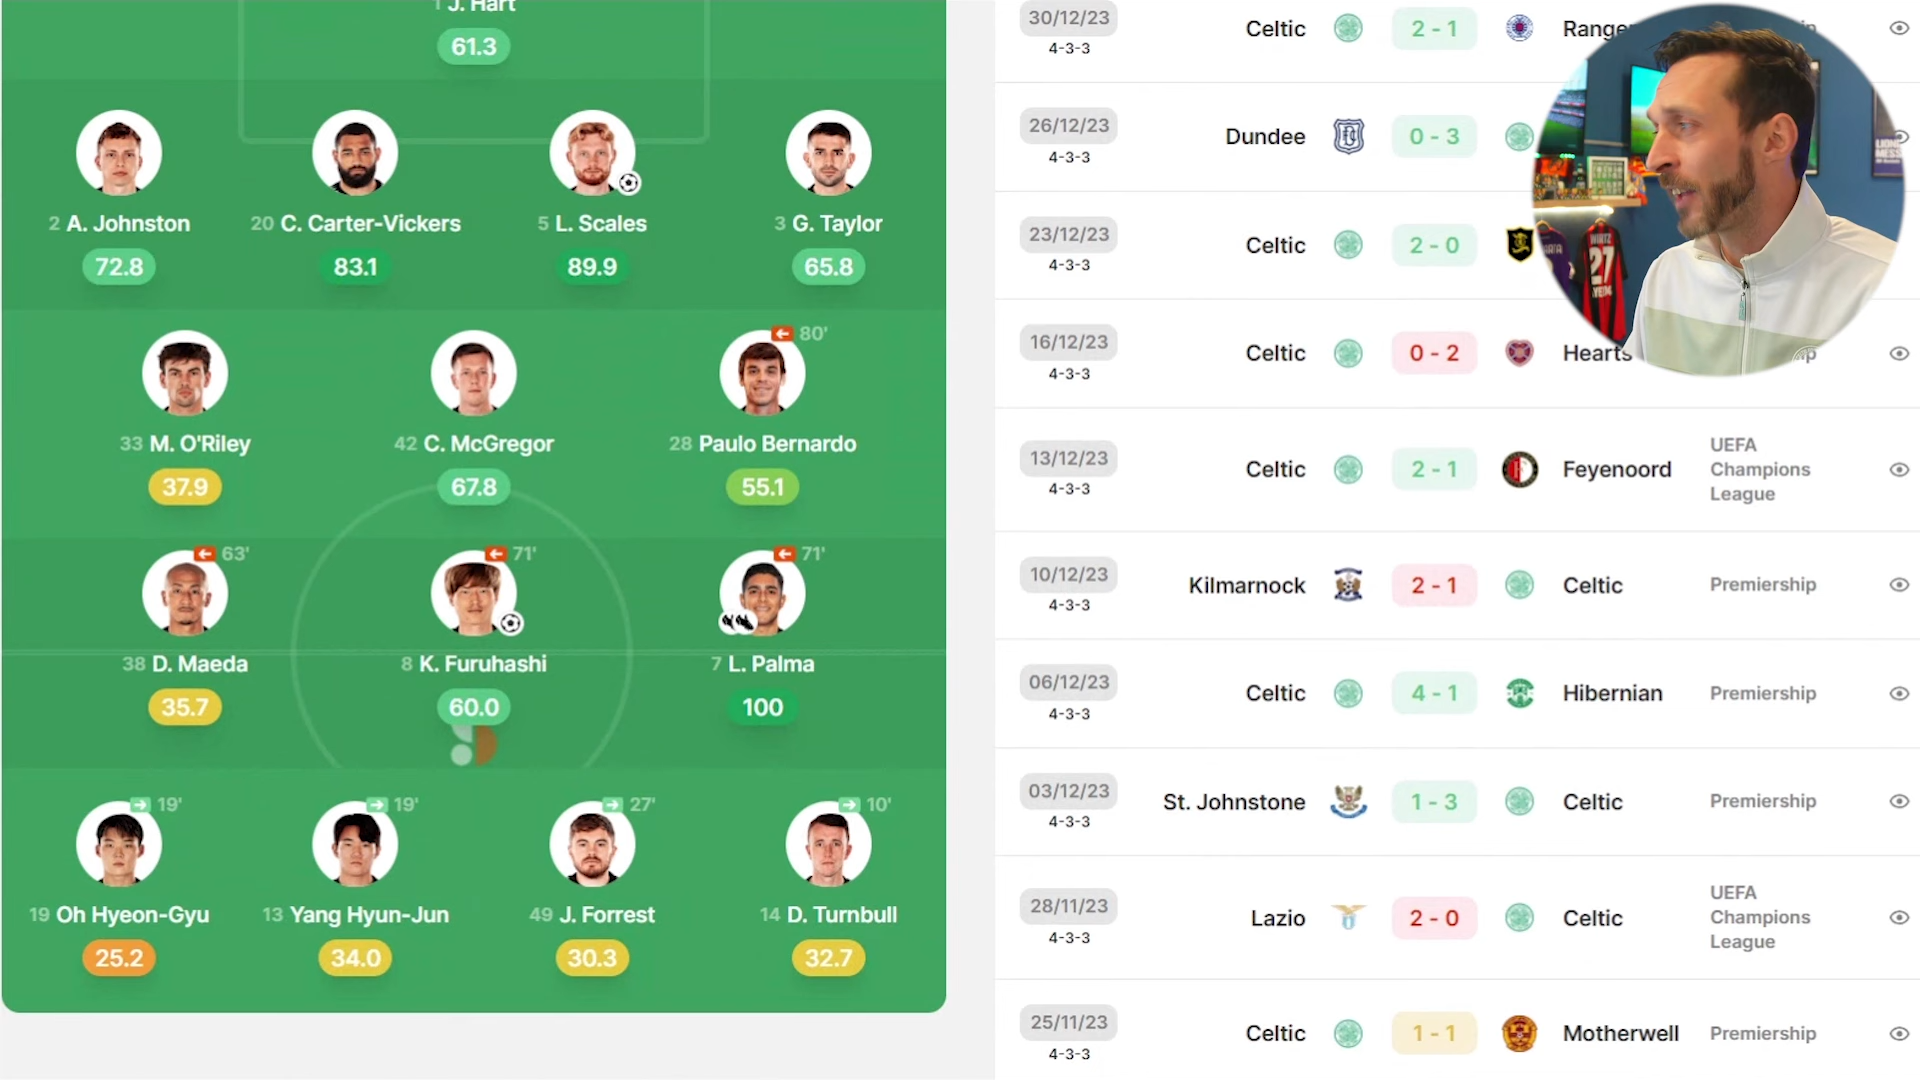 1 J. Hart
61.3
2 A. Johnston
72.8
20 C. Carter-Vickers
83.1
5 L. Scales
89.9
3 G. Taylor
65.8
33 M. O'Riley
37.9
42 C. McGregor
67.8
80'
28 Paulo Bernardo
55.1
63'
38 D. Maeda
35.7
71'
8 K. Furuhashi
60.0
71'
7 L. Palma
100
19'
19 Oh Hyeon-Gyu
25.2
19'
13 Yang Hyun-Jun
34.0
27'
49 J. Forrest
30.3
10'
14 D. Turnbull
32.7
30/12/23
4-3-3
Celtic 2 - 1 Range
26/12/23
4-3-3
Dundee 0 - 3
23/12/23
4-3-3
Celtic 2 - 0
16/12/23
4-3-3
Celtic 0 - 2 Hearts
13/12/23
4-3-3
Celtic 2 - 1 Feyenoord
UEFA
Champions
League
10/12/23
4-3-3
Kilmarnock 2 - 1 Celtic Premiership
06/12/23
4-3-3
Celtic 4 - 1 Hibernian Premiership
03/12/23
4-3-3
St. Johnstone 1 - 3 Celtic Premiership
28/11/23
4-3-3
Lazio 2 - 0 Celtic
UEFA
Champions
League
25/11/23
4-3-3
Celtic 1 - 1 Motherwell Premiership
WIRTZ
27